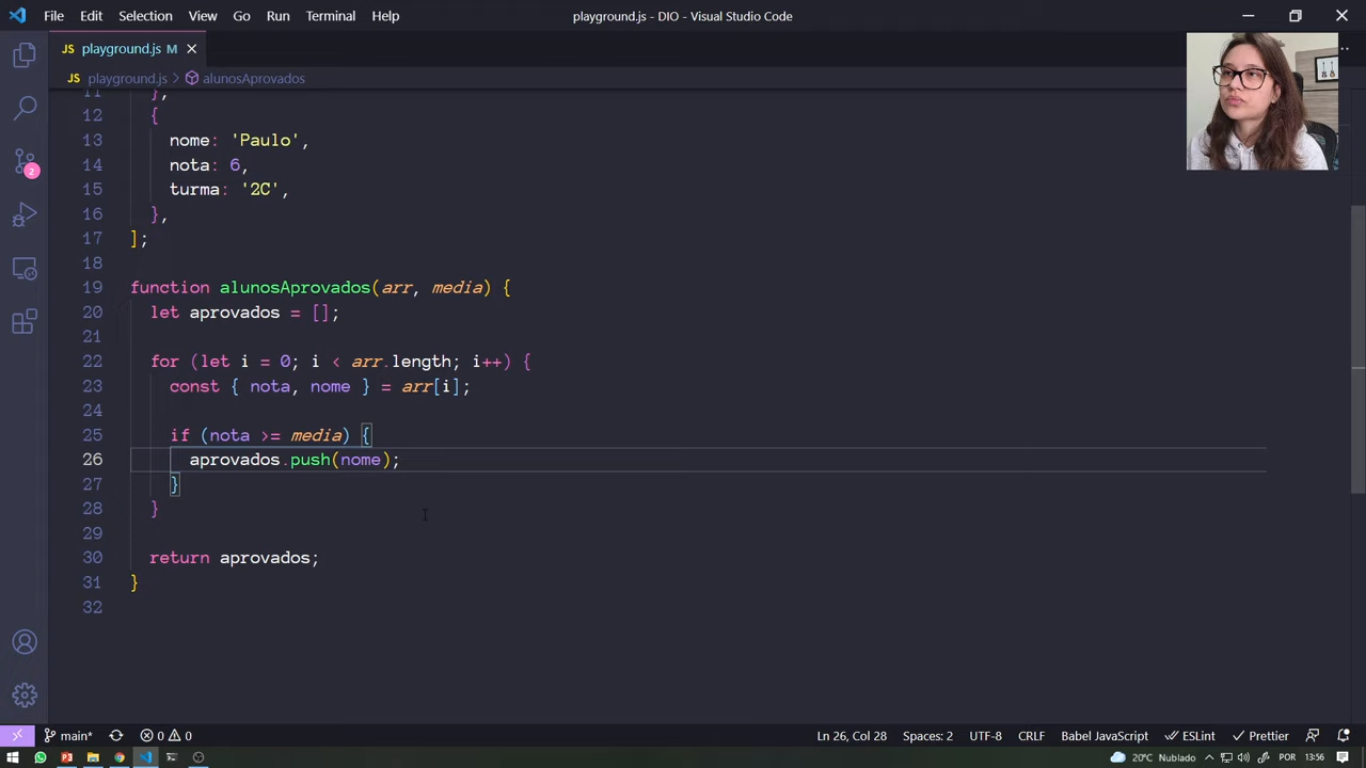 File Edit Selection View Go Run Terminal Help
playground.js - DIO - Visual Studio Code
JS playground.js M
JS playground.js > alunosAprovados
11 },
12 {
13 nome: 'Paulo',
14 nota: 6,
15 turma: '2C',
16 },
17 ];
18
19 function alunosAprovados(arr, media) {
20 let aprovados = [];
21
22 for (let i = 0; i < arr.length; i++) {
23 const { nota, nome } = arr[i];
24
25 if (nota >= media) {
26 aprovados.push(nome);
27 }
28 }
29
30 return aprovados;
31 }
32
2
main* 0 0 Ln 26, Col 28 Spaces: 2 UTF-8 CRLF Babel JavaScript ESLint Prettier
20°C Nublado POR 13:56